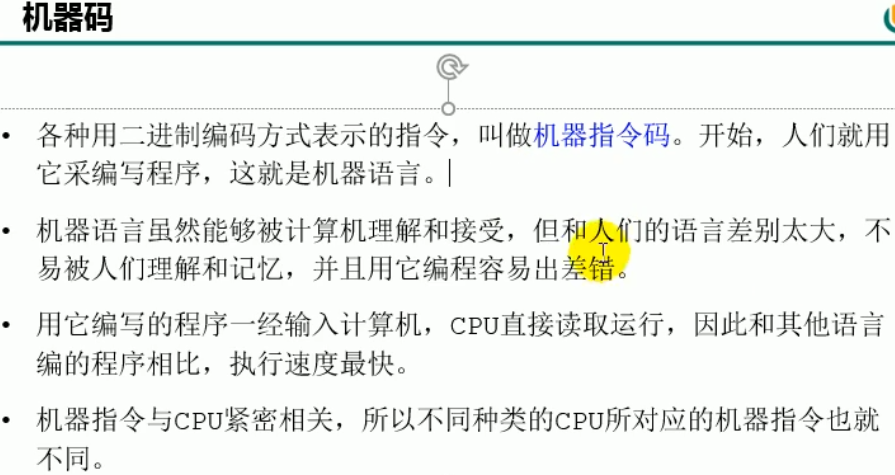 机器码
• 各种用二进制编码方式表示的指令，叫做机器指令码。开始，人们就用
它采编写程序，这就是机器语言。
• 机器语言虽然能够被计算机理解和接受，但和人们的语言差别太大，不
易被人们理解和记忆，并且用它编程容易出差错。
• 用它编写的程序一经输入计算机，CPU直接读取运行，因此和其他语言
编的程序相比，执行速度最快。
• 机器指令与CPU紧密相关，所以不同种类的CPU所对应的机器指令也就
不同。